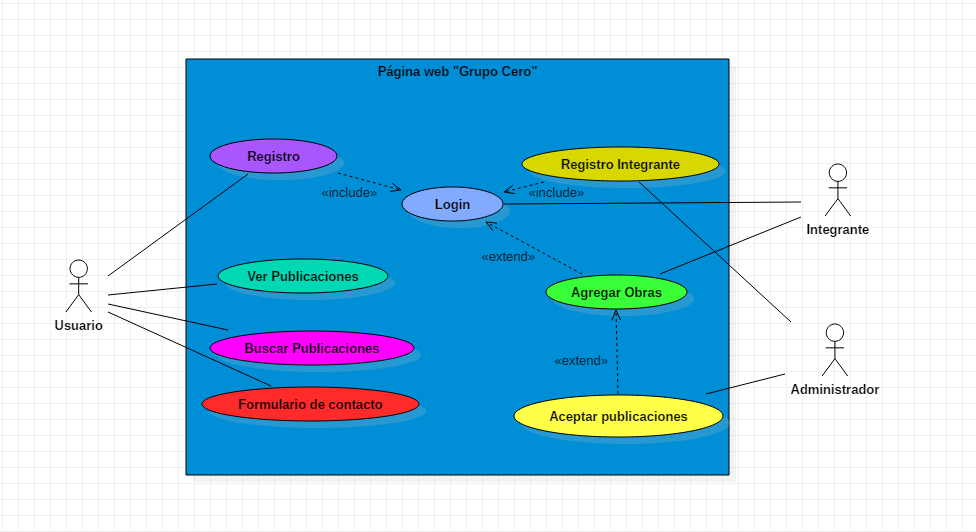 Página web "Grupo Cero"
Registro
Registro Integrante
«include»
«include»
Login
Integrante
«extend»
Ver Publicaciones
Agregar Obras
Usuario
Buscar Publicaciones
«extend»
Administrador
Formulario de contacto
Aceptar publicaciones